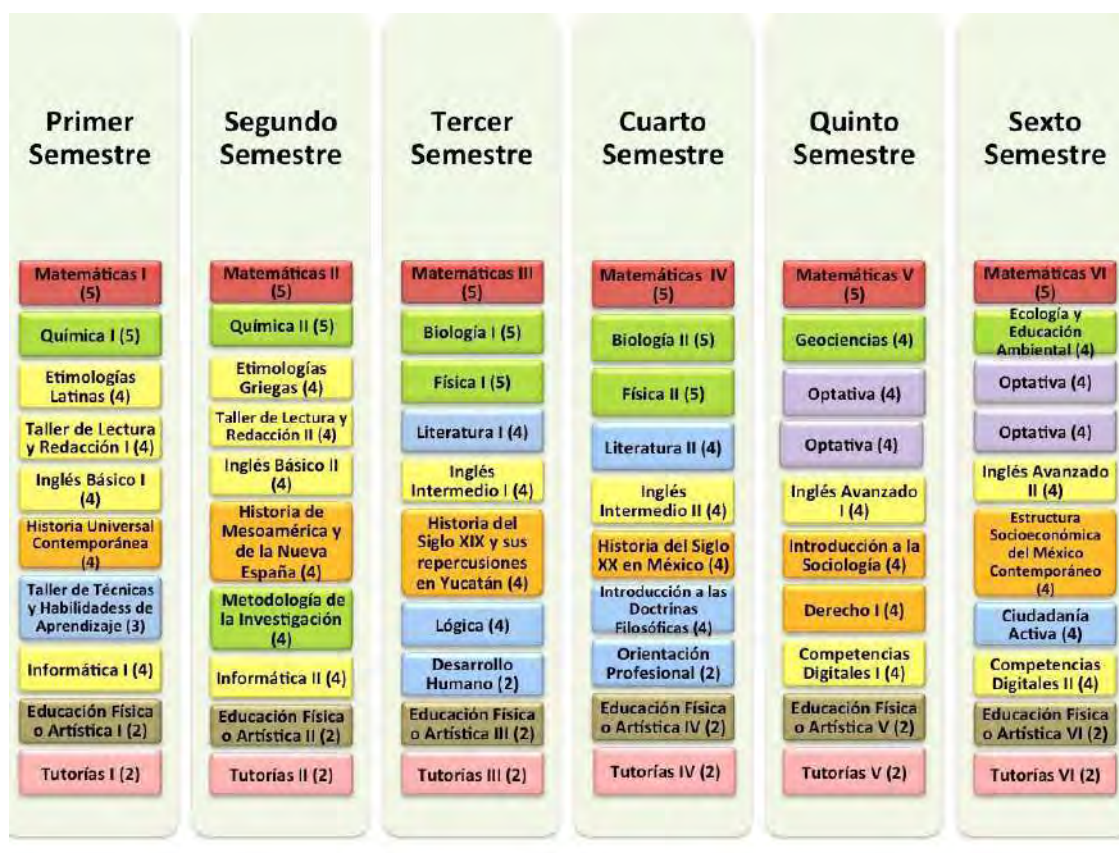 Primer
Semestre
Matemáticas I
(5)
Química I (5)
Etimologías
Latinas (4)
Taller de Lectura
y Redacción I (4)
Inglés Básico I
(4)
Historia Universal
Contemporánea
(4)
Taller de Técnicas
y Habilidadess de
Aprendizaje (3)
Informática I (4)
Educación Física
o Artística I (2)
Tutorías I (2)
Segundo
Semestre
Matemáticas II
(5)
Química II (5)
Etimologías
Griegas (4)
Taller de Lectura y
Redacción II (4)
Inglés Básico II
(4)
Historia de
Mesoamérica y
de la Nueva
España (4)
Metodología de
la Investigación
(4)
Informática II (4)
Educación Física
o Artística II (2)
Tutorías II (2)
Tercer
Semestre
Matemáticas III
(5)
Biología I (5)
Física I (5)
Literatura I (4)
Inglés
Intermedio I (4)
Historia del
Siglo XIX y sus
repercusiones
en Yucatán (4)
Lógica (4)
Desarrollo
Humano (2)
Educación Física
o Artística III (2)
Tutorías III (2)
Cuarto
Semestre
Matemáticas IV
(5)
Biología II (5)
Física II (5)
Literatura II (4)
Inglés
Intermedio II (4)
Historia del Siglo
XX en México (4)
Introducción a las
Doctrinas
Filosóficas (4)
Orientación
Profesional (2)
Educación Física
o Artística IV (2)
Tutorías IV (2)
Quinto
Semestre
Matemáticas V
(5)
Geociencias (4)
Optativa (4)
Optativa (4)
Inglés Avanzado
I (4)
Introducción a la
Sociología (4)
Derecho I (4)
Competencias
Digitales I (4)
Educación Física
o Artística V (2)
Tutorías V (2)
Sexto
Semestre
Matemáticas VI
(5)
Ecología y
Educación
Ambiental (4)
Optativa (4)
Optativa (4)
Inglés Avanzado
II (4)
Estructura
Socioeconómica
del México
Contemporáneo
(4)
Ciudadanía
Activa (4)
Competencias
Digitales II (4)
Educación Física
o Artística VI (2)
Tutorías VI (2)